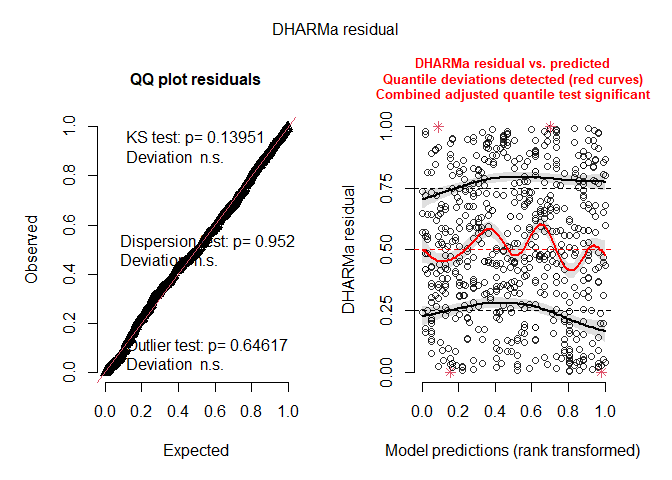 DHARMa residual
QQ plot residuals
KS test: p= 0.13951
Deviation n.s.
Dispersion test: p= 0.952
Deviation n.s.
Outlier test: p= 0.64617
Deviation n.s.
Observed
0.0 0.2 0.4 0.6 0.8 1.0
0.0 0.2 0.4 0.6 0.8 1.0
Expected
DHARMa residual vs. predicted
Quantile deviations detected (red curves)
Combined adjusted quantile test significant
DHARMa residual
0.00 0.25 0.50 0.75 1.00
0.0 0.2 0.4 0.6 0.8 1.0
Model predictions (rank transformed)